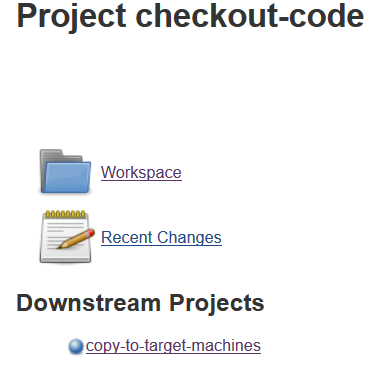 Project checkout-code
Workspace
Recent Changes
Downstream Projects
copy-to-target-machines